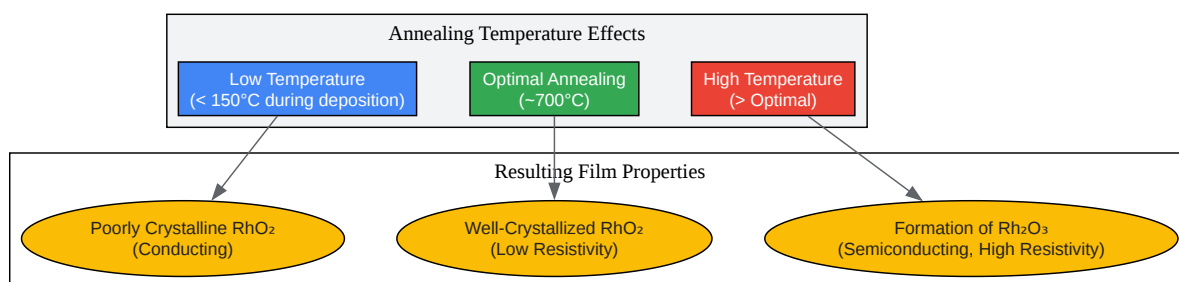 Annealing Temperature Effects
Low Temperature
(< 150°C during deposition)
Optimal Annealing
(~700°C)
High Temperature
(> Optimal)
Resulting Film Properties
Poorly Crystalline RhO₂
(Conducting)
Well-Crystallized RhO₂
(Low Resistivity)
Formation of Rh₂O₃
(Semiconducting, High Resistivity)